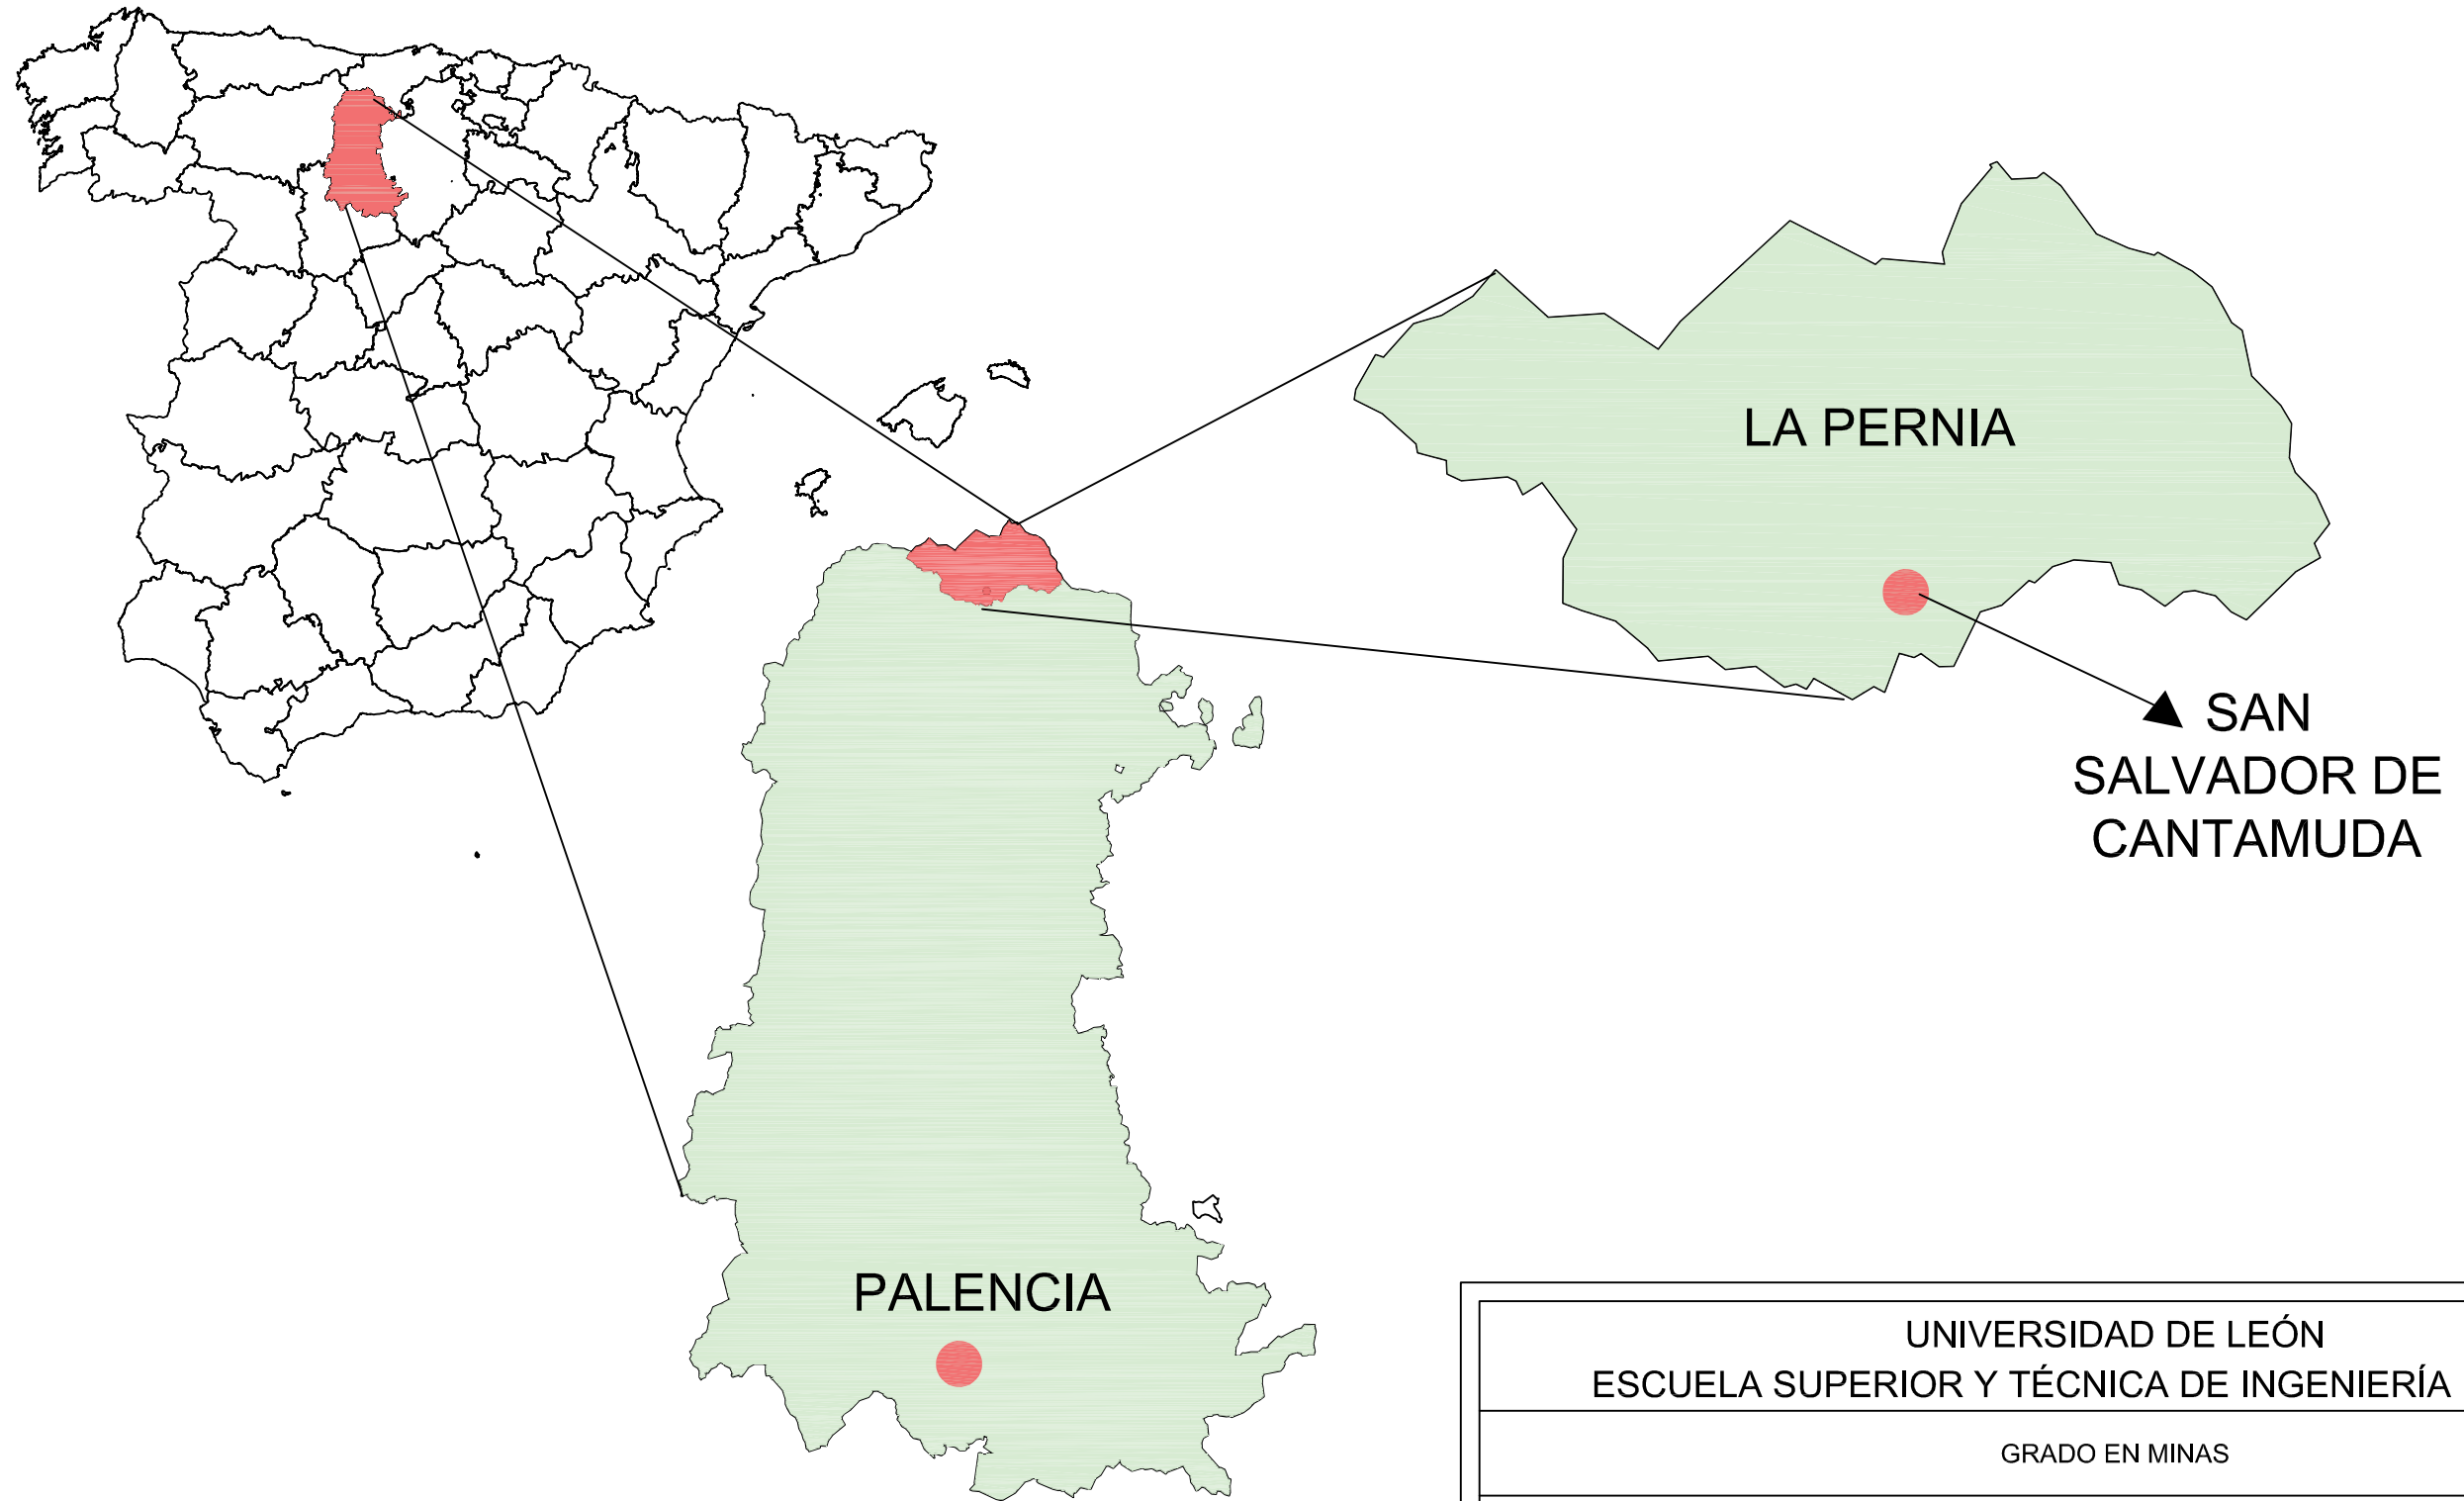 LA PERNIA
SAN
SALVADOR DE
CANTAMUDA
PALENCIA
UNIVERSIDAD DE LEÓN
ESCUELA SUPERIOR Y TÉCNICA DE INGENIERÍA
GRADO EN MINAS